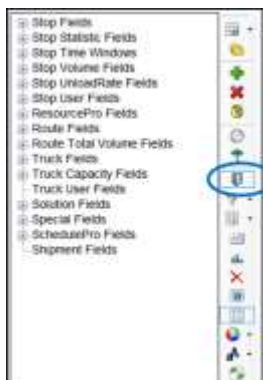 Stop Fields
Stop Statistic Fields
Stop Time Windows
Stop Volume Fields
Stop UnloadRate Fields
Stop User Fields
ResourcePro Fields
Route Fields
Route Total Volume Fields
Truck Fields
Truck Capacity Fields
Truck User Fields
Solution Fields
Special Fields
SchedulePro Fields
Shipment Fields